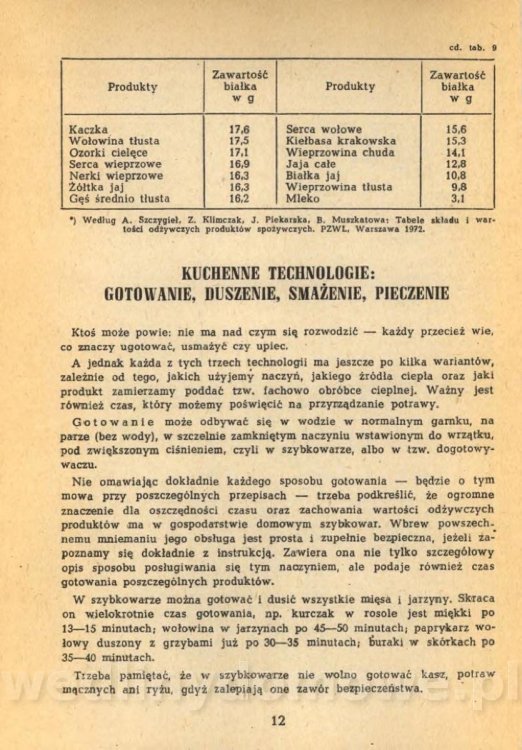 cd. tab. 9
Produkty Zawartość białka w g Produkty Zawartość białka w g
Kaczka 17,6 Serca wołowe 15,6
Wołowina tłusta 17,5 Kiełbasa krakowska 15,3
Ozorki cielęce 17,1 Wieprzowina chuda 14,1
Serca wieprzowe 16,9 Jaja całe 12,8
Nerki wieprzowe 16,3 Białka jaj 10,8
Żółtka jaj 16,3 Wieprzowina tłusta 9,8
Gęś średnio tłusta 16,2 Mleko 3,1
*) Według A. Szczygieł, Z. Klimczak, J. Piekarska, B. Muszkatowa: Tabele składu i war-
tości odżywczych produktów spożywczych. PZWL, Warszawa 1972.
KUCHENNE TECHNOLOGIE:
GOTOWANIE, DUSZENIE, SMAŻENIE, PIECZENIE
Ktoś może powie: nie ma nad czym się rozwodzić — każdy przecież wie,
co znaczy ugotować, usmażyć czy upiec.
A jednak każda z tych trzech technologii ma jeszcze po kilka wariantów,
zależnie od tego, jakich użyjemy naczyń, jakiego źródła ciepła oraz jaki
produkt zamierzamy poddać tzw. fachowo obróbce cieplnej. Ważny jest
również czas, który możemy poświęcić na przyrządzanie potrawy.
Gotowanie może odbywać się w wodzie w normalnym garnku, na
parze (bez wody), w szczelnie zamkniętym naczyniu wstawionym do wrzątku,
pod zwiększonym ciśnieniem, czyli w szybkowarze, albo w tzw. dogotowy-
waczu.
Nie omawiając dokładnie każdego sposobu gotowania — będzie o tym
mowa przy poszczególnych przepisach — trzeba podkreślić, że ogromne
znaczenie dla oszczędności czasu oraz zachowania wartości odżywczych
produktów ma w gospodarstwie domowym szybkowar. Wbrew powszech-
nemu mniemaniu jego obsługa jest prosta i zupełnie bezpieczna, jeżeli za-
poznamy się dokładnie z instrukcją. Zawiera ona nie tylko szczegółowy
opis sposobu posługiwania się tym naczyniem, ale podaje również czas
gotowania poszczególnych produktów.
W szybkowarze można gotować i dusić wszystkie mięsa i jarzyny. Skraca
on wielokrotnie czas gotowania, np. kurczak w rosole jest miękki po
13—15 minutach; wołowina w jarzynach po 45—50 minutach; paprykarz wo-
łowy duszony z grzybami już po 30—35 minutach; buraki w skórkach po
35—40 minutach.
Trzeba pamiętać, że w szybkowarze nie wolno gotować kasz, potraw
mącznych ani ryżu, gdyż zalepiają one zawór bezpieczeństwa.
12